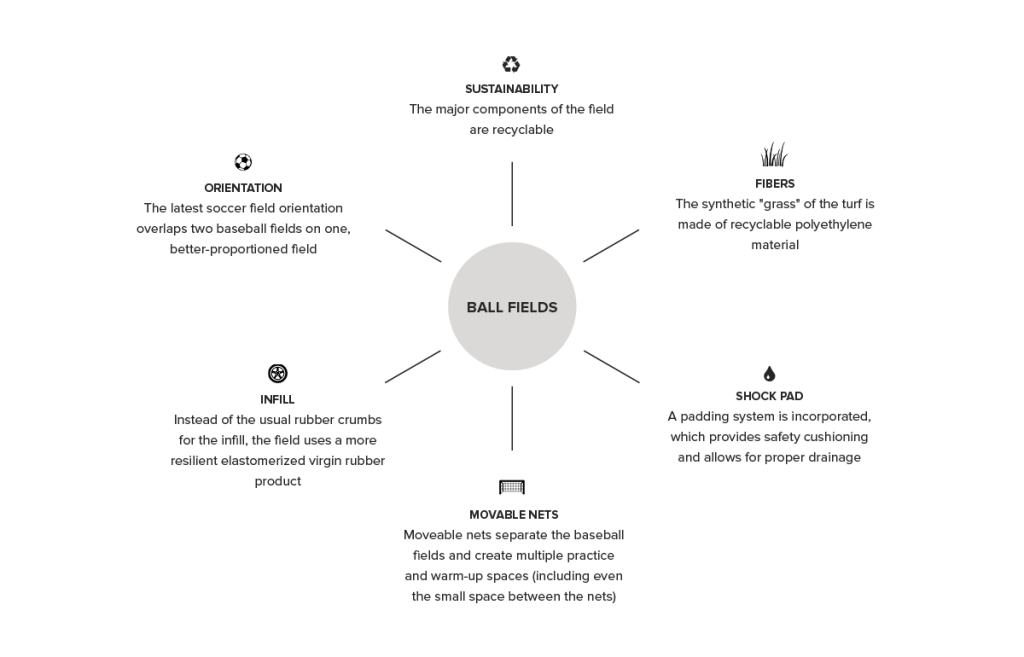 SUSTAINABILITY
The major components of the field
are recyclable
ORIENTATION
The latest soccer field orientation
overlaps two baseball fields on one,
better-proportioned field
FIBERS
The synthetic "grass" of the turf is
made of recyclable polyethylene
material
BALL FIELDS
INFILL
Instead of the usual rubber crumbs
for the infill, the field uses a more
resilient elastomerized virgin rubber
product
SHOCK PAD
A padding system is incorporated,
which provides safety cushioning
and allows for proper drainage
MOVABLE NETS
Moveable nets separate the baseball
fields and create multiple practice
and warm-up spaces (including even
the small space between the nets)